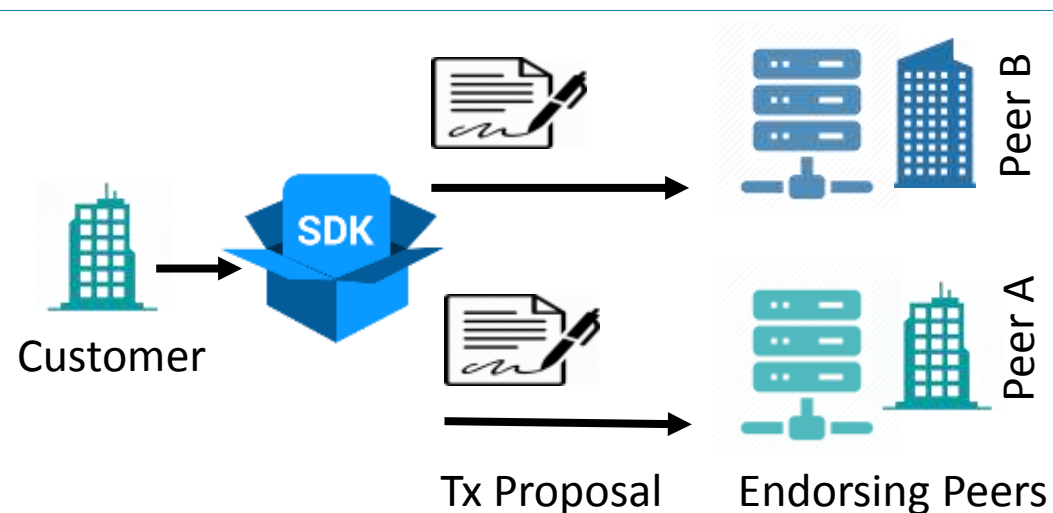 Peer B
SDK
Customer
Peer A
Tx Proposal
Endorsing Peers